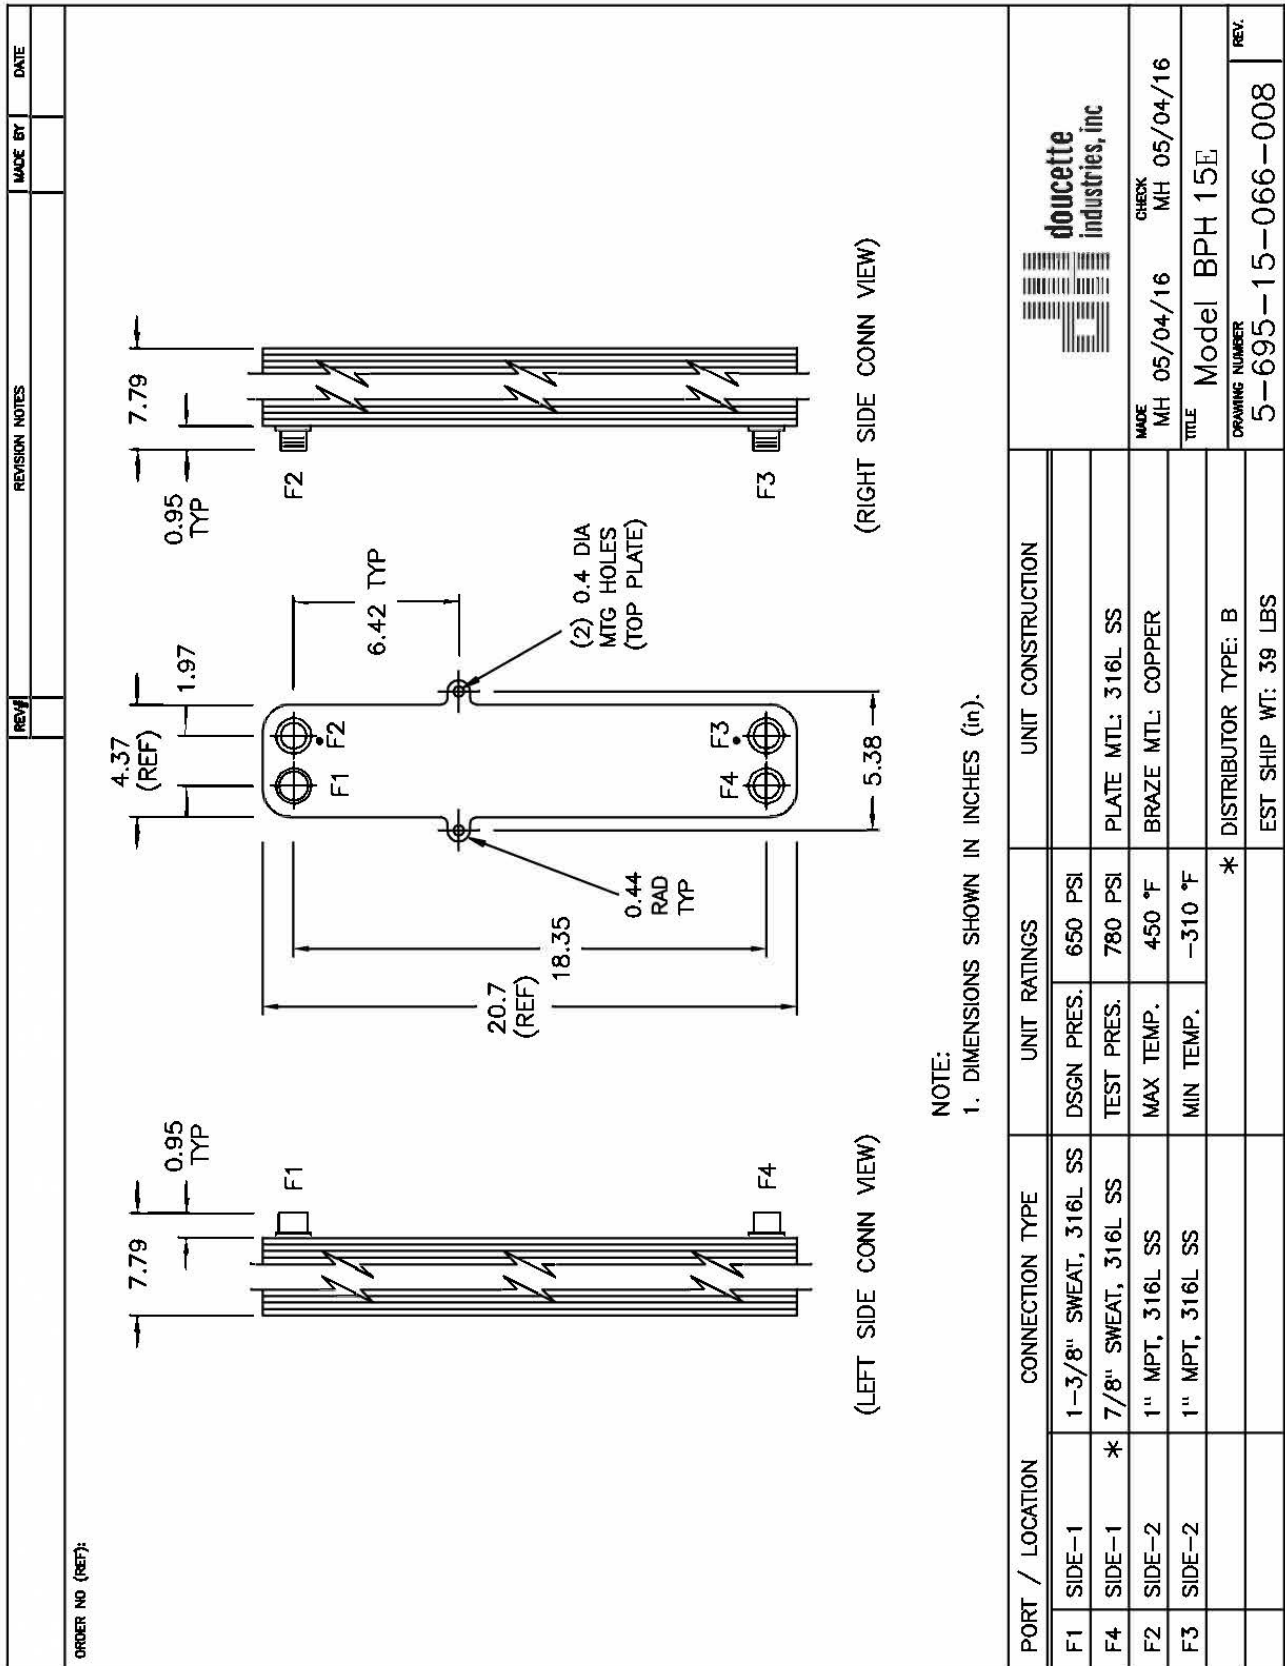 REV#
REVISION NOTES
MADE BY
DATE
ORDER NO (REF):
7.79
0.95
TYP
F1
F4
(LEFT SIDE CONN VIEW)
4.37
(REF)
1.97
20.7
(REF)
18.35
F1
F2
F4
F3
6.42 TYP
0.44
RAD
TYP
(2) 0.4 DIA
MTG HOLES
(TOP PLATE)
5.38
0.95
TYP
7.79
F2
F3
(RIGHT SIDE CONN VIEW)
NOTE:
1. DIMENSIONS SHOWN IN INCHES (in).
PORT / LOCATION CONNECTION TYPE UNIT RATINGS UNIT CONSTRUCTION
F1 SIDE-1 1-3/8" SWEAT, 316L SS DSGN PRES. 650 PSI
F4 SIDE-1 * 7/8" SWEAT, 316L SS TEST PRES. 780 PSI PLATE MTL: 316L SS
F2 SIDE-2 1" MPT, 316L SS MAX TEMP. 450 °F BRAZE MTL: COPPER
F3 SIDE-2 1" MPT, 316L SS MIN TEMP. -310 °F
* DISTRIBUTOR TYPE: B
EST SHIP WT: 39 LBS
doucette
industries, inc
MADE CHECK
MH 05/04/16 MH 05/04/16
TITLE
Model BPH 15E
DRAWING NUMBER REV.
5-695-15-066-008